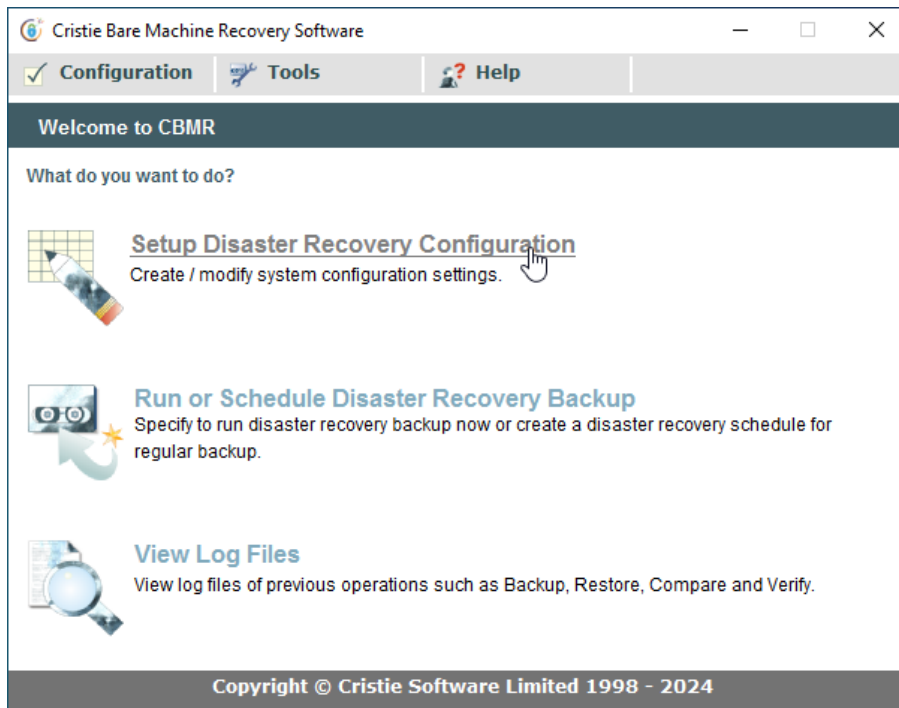 Cristie Bare Machine Recovery Software
Configuration
Tools
Help
Welcome to CBMR
What do you want to do?
Setup Disaster Recovery Configuration
Create / modify system configuration settings.
Run or Schedule Disaster Recovery Backup
Specify to run disaster recovery backup now or create a disaster recovery schedule for
regular backup.
View Log Files
View log files of previous operations such as Backup, Restore, Compare and Verify.
Copyright © Cristie Software Limited 1998 - 2024